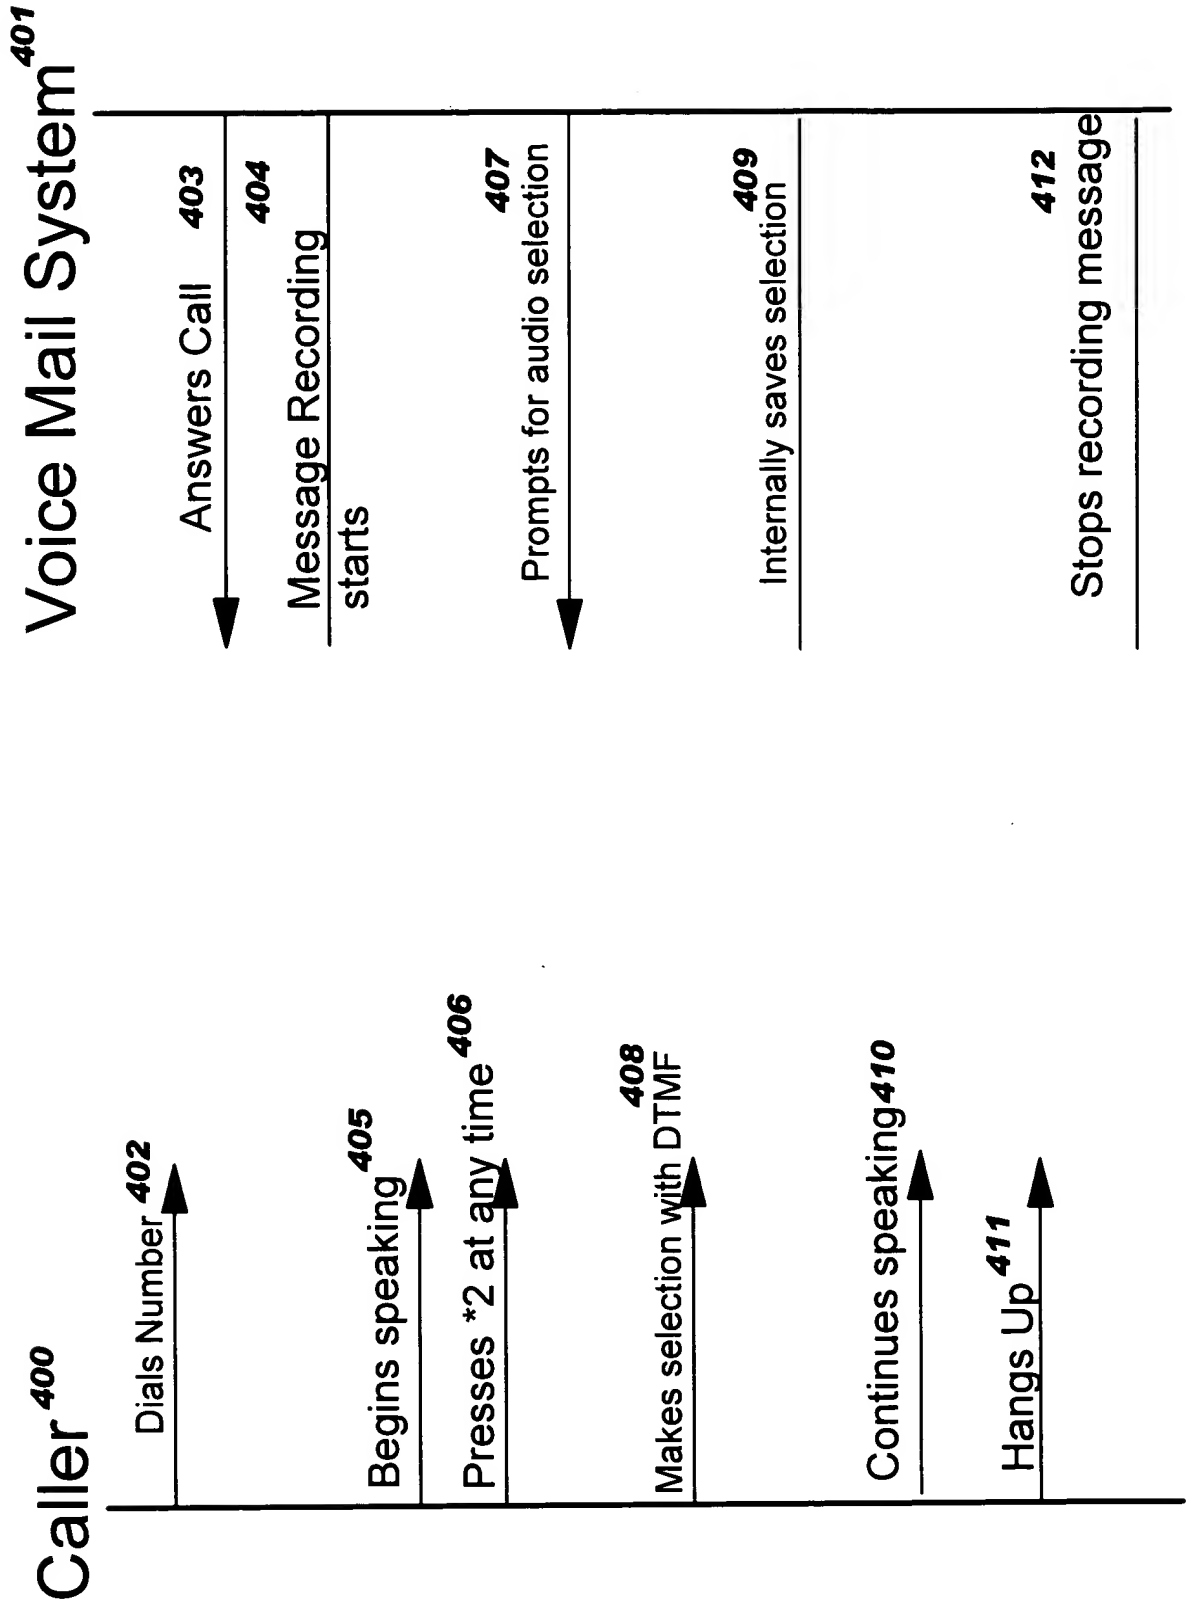 Caller 400
Voice Mail System 401
Dials Number 402
Answers Call 403
404
Message Recording
starts
Begins speaking 405
Presses *2 at any time 406
407
Prompts for audio selection
408
Makes selection with DTMF
409
Internally saves selection
Continues speaking 410
Hangs Up 411
412
Stops recording message